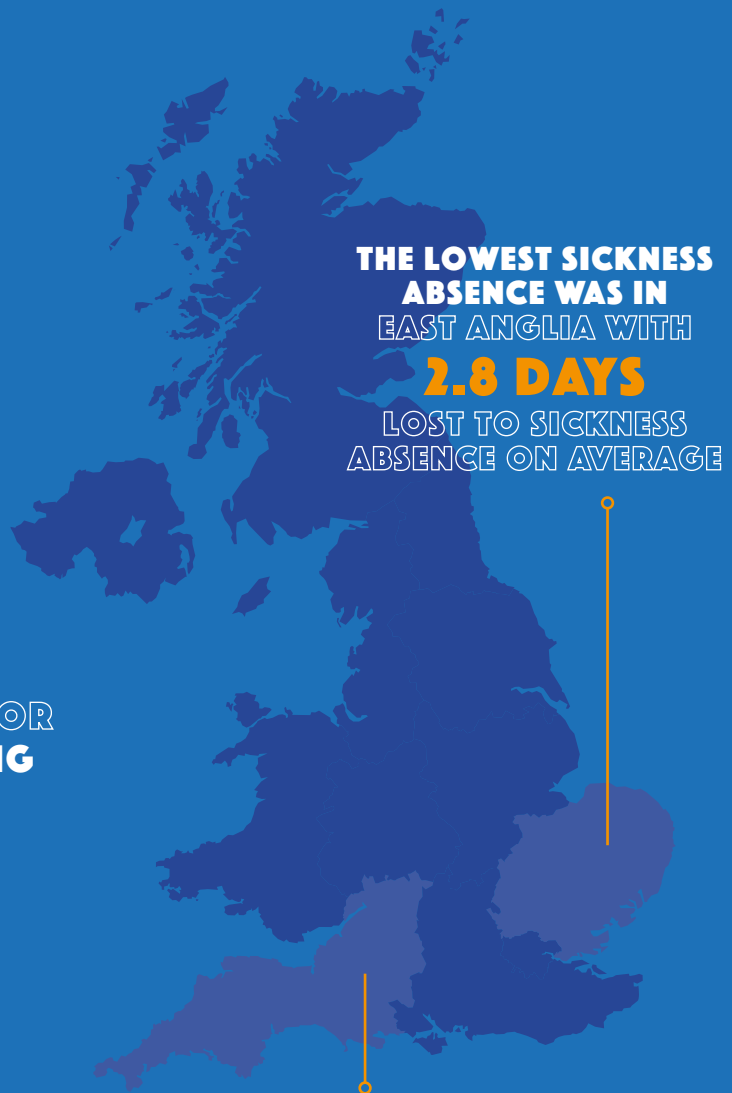 THE LOWEST SICKNESS
ABSENCE WAS IN
EAST ANGLIA WITH
2.8 DAYS
LOST TO SICKNESS
ABSENCE ON AVERAGE